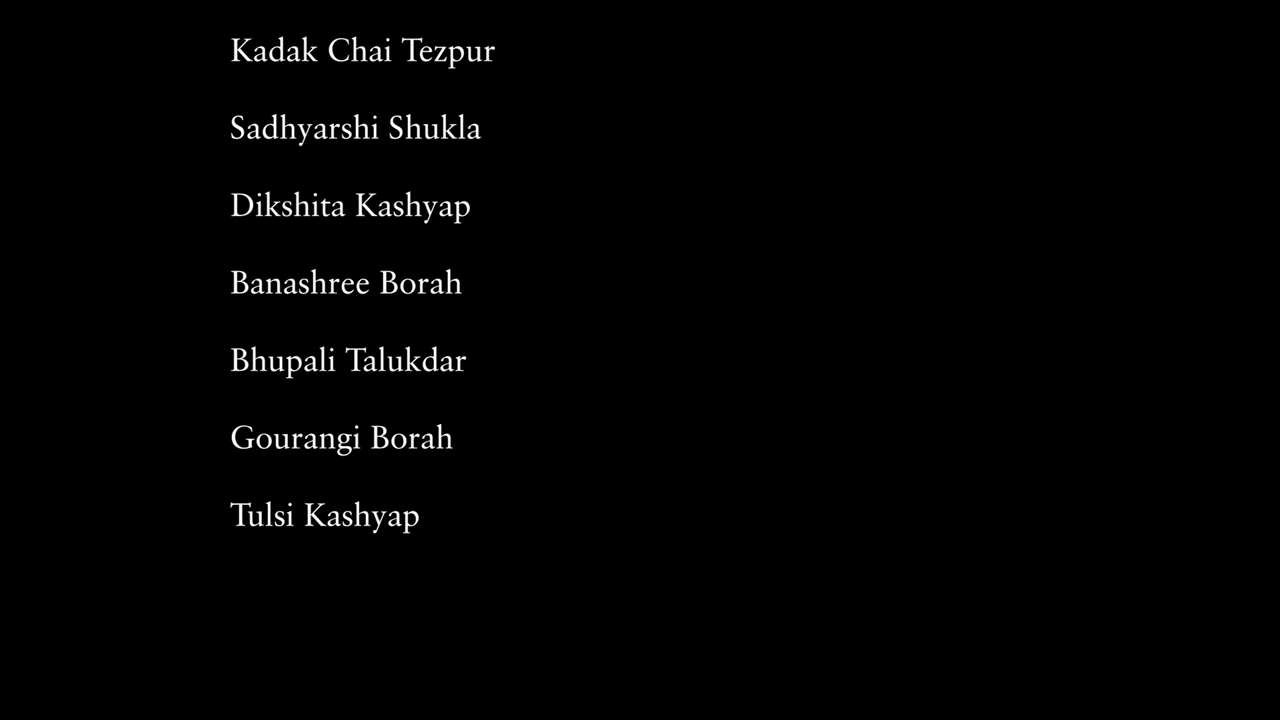 Kadak Chai Tezpur
Sadhyarshi Shukla
Dikshita Kashyap
Banashree Borah
Bhupali Talukdar
Gourangi Borah
Tulsi Kashyap